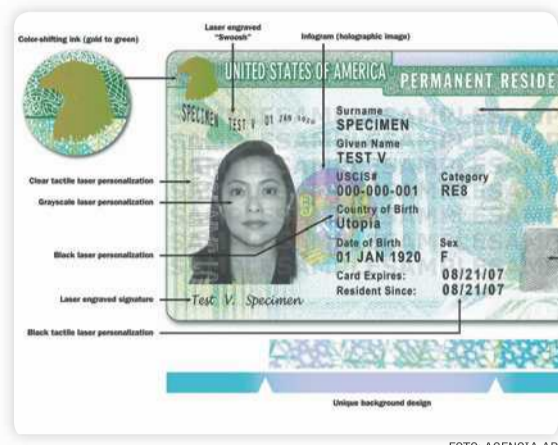 Laser engraved
"Swoosh"
Infogram (holographic image)
Color-shifting ink (gold to green)
UNITED STATES OF AMERICA
PERMANENT RESIDE
SPECIMEN TEST V 01 JAN 1920
Surname
SPECIMEN
Given Name
TEST V
USCIS#
000-000-001
Category
RE8
Country of Birth
Utopia
Date of Birth
01 JAN 1920
Sex
F
Card Expires: 08/21/07
Resident Since: 08/21/07
Clear tactile laser personalization
Grayscale laser personalization
Black laser personalization
Laser engraved signature
Test V. Specimen
Black tactile laser personalization
Unique background design